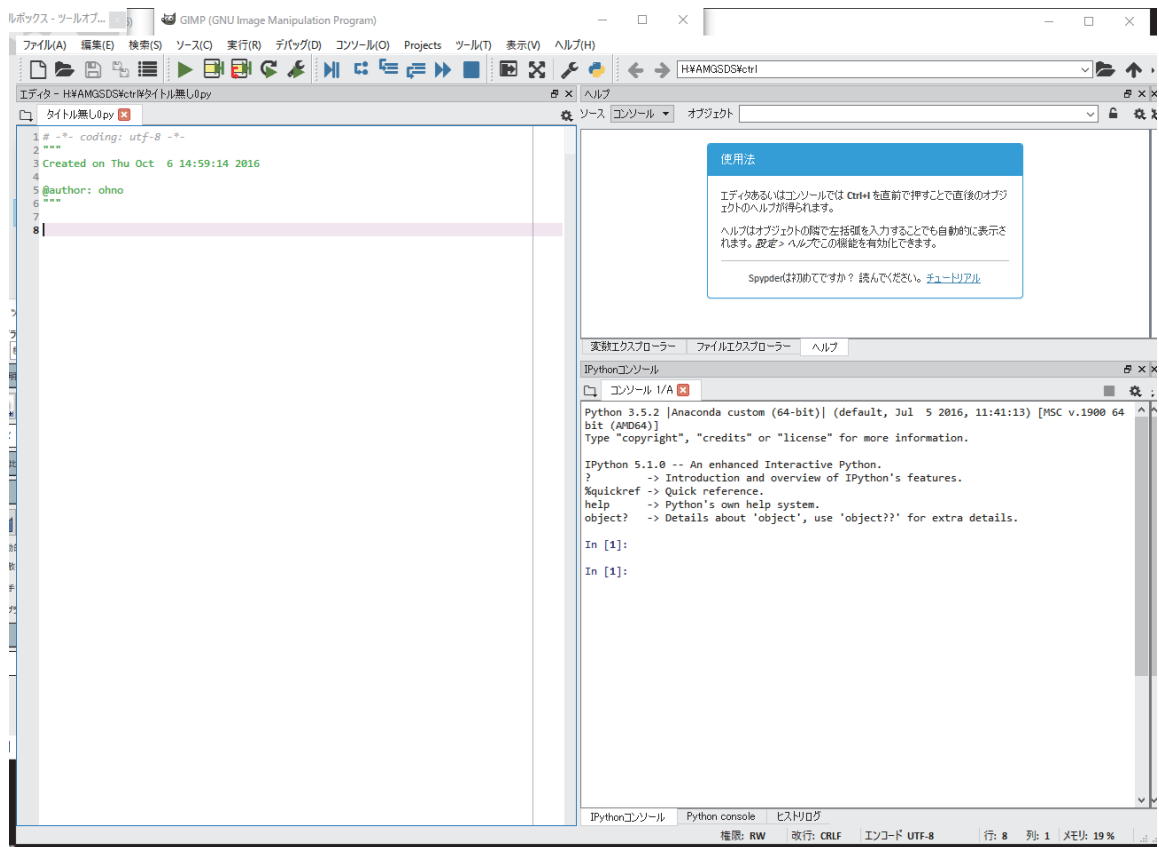 ルボックス - ツールオプ...
GIMP (GNU Image Manipulation Program)
ファイル(A) 編集(E) 検索(S) ソース(C) 実行(R) デバッグ(D) コンソール(O) Projects ツール(T) 表示(V) ヘルプ(H)
H:¥AMGSDS¥ctrl
エディタ - H:¥AMGSDS¥ctrl¥タイトル無し0.py
タイトル無し0.py
1 # -*- coding: utf-8 -*-
2 """
3 Created on Thu Oct  6 14:59:14 2016
4
5 @author: ohno
6 """
7
8
ヘルプ
ソース コンソール オブジェクト
使用法
エディタあるいはコンソールでは Ctrl+I を直前で押すことで直後のオブジ
ェクトのヘルプが得られます。
ヘルプはオブジェクトの隣で左括弧を入力することでも自動的に表示さ
れます。設定 > ヘルプでこの機能を有効化できます。
Spypderは初めてですか? 読んでください。 チュートリアル
変数エクスプローラー ファイルエクスプローラー ヘルプ
IPythonコンソール
コンソール 1/A
Python 3.5.2 |Anaconda custom (64-bit)| (default, Jul  5 2016, 11:41:13) [MSC v.1900 64
bit (AMD64)]
Type "copyright", "credits" or "license" for more information.
IPython 5.1.0 -- An enhanced Interactive Python.
?         -> Introduction and overview of IPython's features.
%quickref -> Quick reference.
help      -> Python's own help system.
object?   -> Details about 'object', use 'object??' for extra details.
In [1]:
In [1]:
IPythonコンソール Python console ヒストリログ
権限: RW 改行: CRLF エンコード UTF-8 行: 8 列: 1 メモリ: 19 %